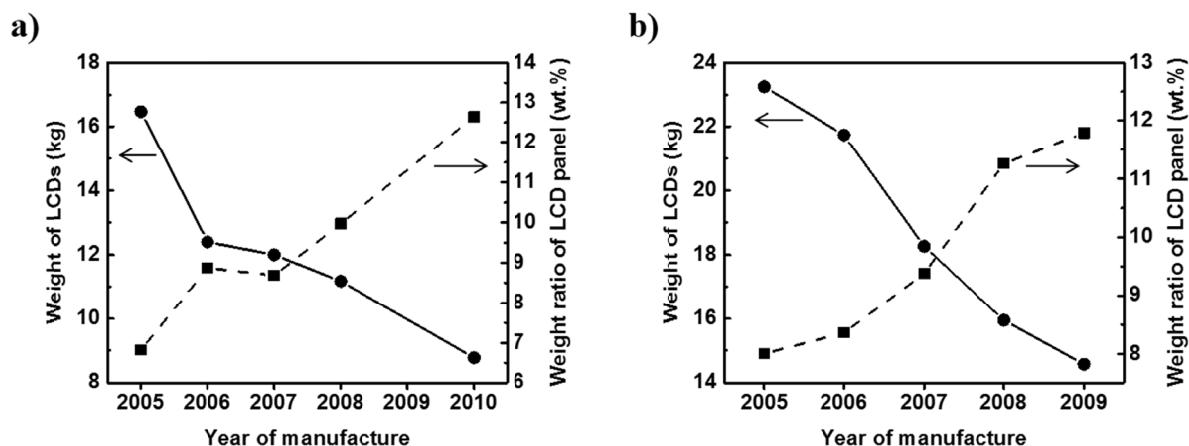 a)
Weight of LCDs (kg)
18
16
14
12
10
8
14
13
12
11
10
9
8
7
6
Weight ratio of LCD panel (wt.%)
2005 2006 2007 2008 2009 2010
Year of manufacture
b)
Weight of LCDs (kg)
24
22
20
18
16
14
13
12
11
10
9
8
Weight ratio of LCD panel (wt.%)
2005 2006 2007 2008 2009
Year of manufacture